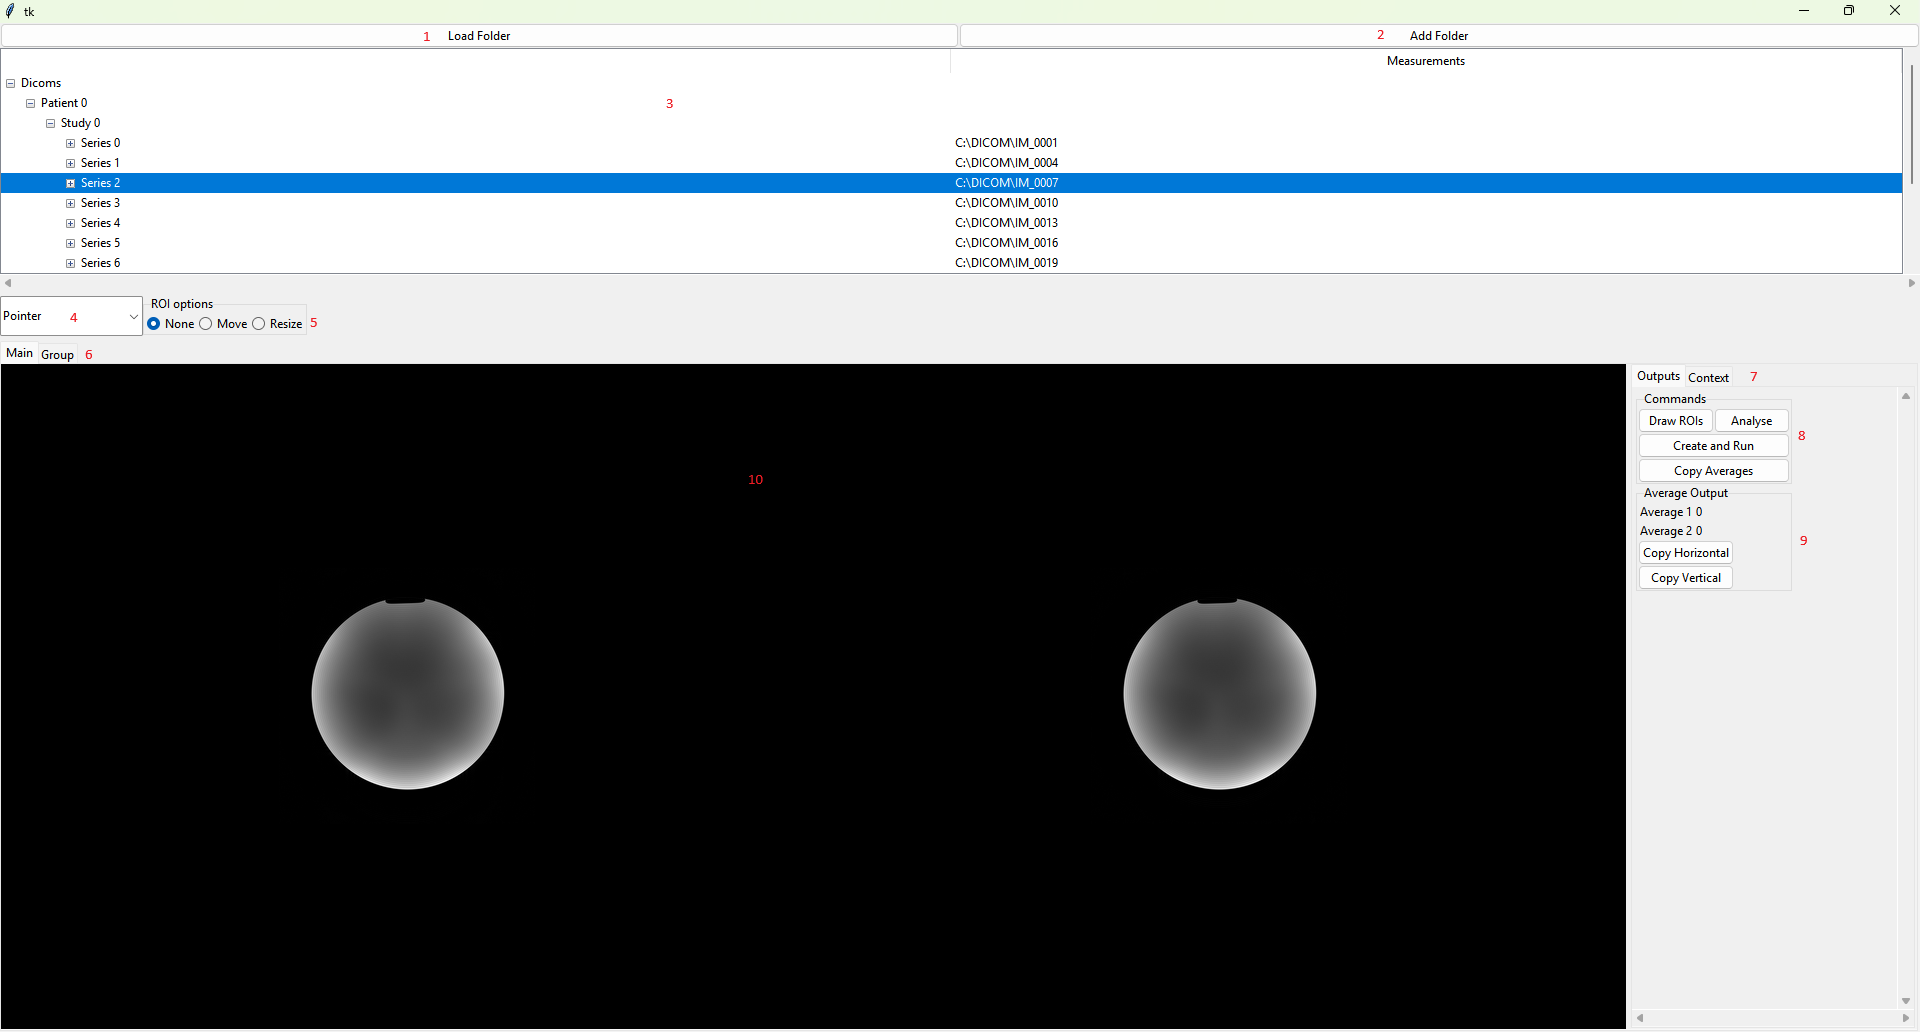 tk
1 Load Folder 2 Add Folder
Measurements
Dicoms
Patient 0 3
Study 0
Series 0 C:\DICOM\IM_0001
Series 1 C:\DICOM\IM_0004
Series 2 C:\DICOM\IM_0007
Series 3 C:\DICOM\IM_0010
Series 4 C:\DICOM\IM_0013
Series 5 C:\DICOM\IM_0016
Series 6 C:\DICOM\IM_0019
ROI options
Pointer 4 None Move Resize 5
Main Group 6
Outputs Context 7
Commands
Draw ROIs Analyse
8
Create and Run
Copy Averages
10
Average Output
Average 1 0
Average 2 0
9
Copy Horizontal
Copy Vertical